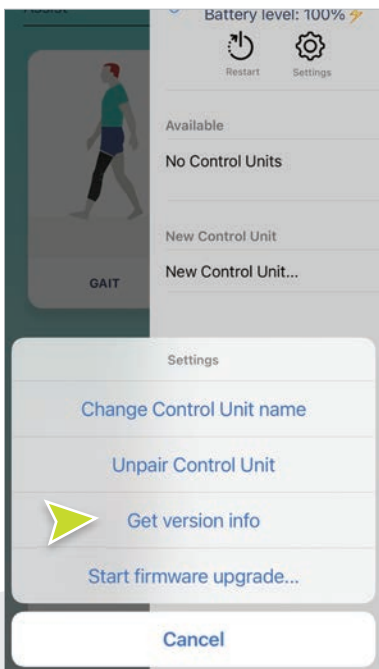 Assist
Battery level: 100%
Restart
Settings
Available
No Control Units
New Control Unit
New Control Unit...
GAIT
Settings
Change Control Unit name
Unpair Control Unit
Get version info
Start firmware upgrade...
Cancel